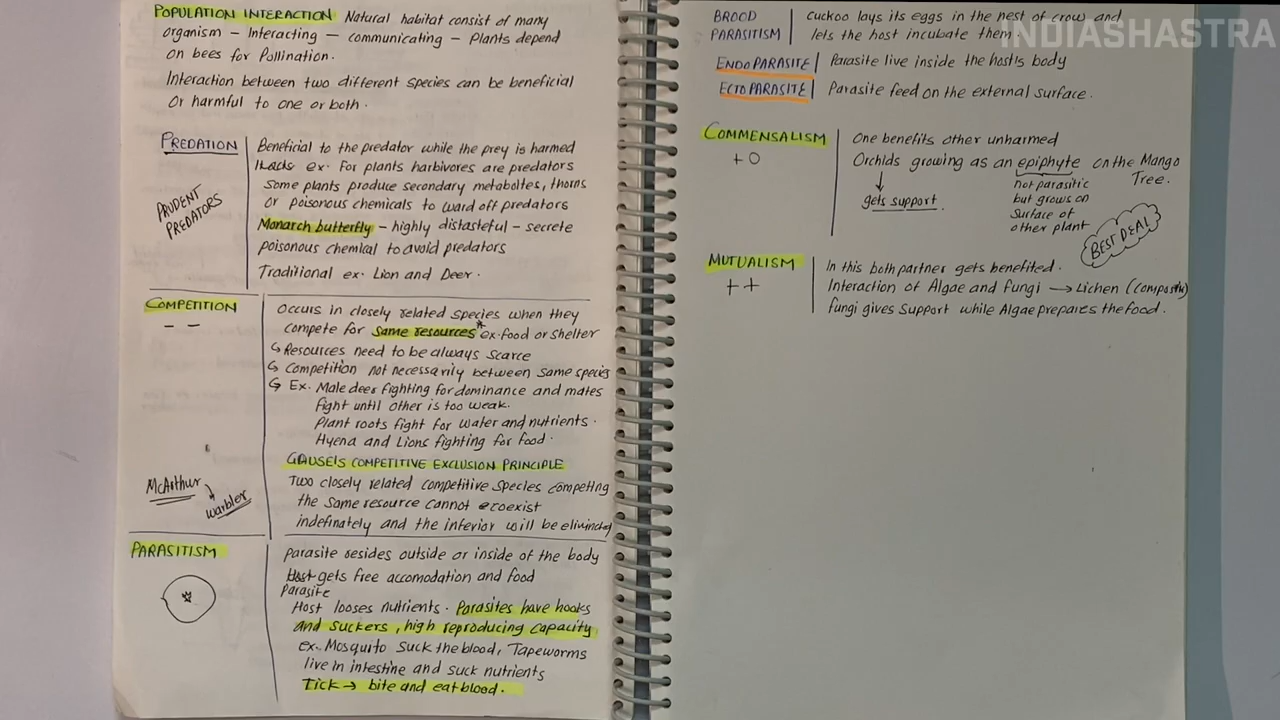 POPULATION INTERACTION Natural habitat consist of many
organism – Interacting – communicating – Plants depend
on bees for Pollination.
Interaction between two different species can be beneficial
or harmful to one or both.
PREDATION
PRUDENT
PREDATORS
Beneficial to the predator while the prey is harmed
ex. For plants harbivores are predators
some plants produce secondary metaboltes, thorns
or poisonous chemicals to ward off predators
Monarch butterfly – highly distasteful – secrete
poisonous chemical to avoid predators
Traditional ex. Lion and Deer.
COMPETITION
– –
Occurs in closely related species when they
compete for same resources* ex. food or shelter
↳ Resources need to be always scarce
↳ Competition not necessarily between same species
↳ Ex. Male deer fighting for dominance and mates
fight until other is too weak.
Plant roots fight for water and nutrients.
Hyena and Lions fighting for food.
GAUSE'S COMPETITIVE EXCLUSION PRINCIPLE
McArthur
↓
warbler
Two closely related competitive species competing
the same resource cannot coexist
indefinately and the inferior will be
PARASITISM
Parasite resides outside or inside of the body
Host gets free accomodation and food
Parasite
Host looses nutrients. Parasites have hooks
and suckers, high reproducing capacity
ex. Mosquito suck the blood, Tapeworms
live in intestine and suck nutrients
Tick → bite and eat blood.
BROOD
PARASITISM
cuckoo lays its eggs in the nest of crow and
lets the host incubate them.
INDIASHASTRA
ENDOPARASITE Parasite live inside the host's body
ECTOPARASITE Parasite feed on the external surface.
COMMENSALISM
+ 0
One benefits other unharmed
Orchids growing as an epiphyte on the Mango
Tree.
↓
gets support.
not parasitic
but grows on
surface of
other plant
BEST DEAL
MUTUALISM
+ +
In this both partner gets benefited.
Interaction of Algae and fungi → Lichen
fungi gives support while Algae prepares the food.